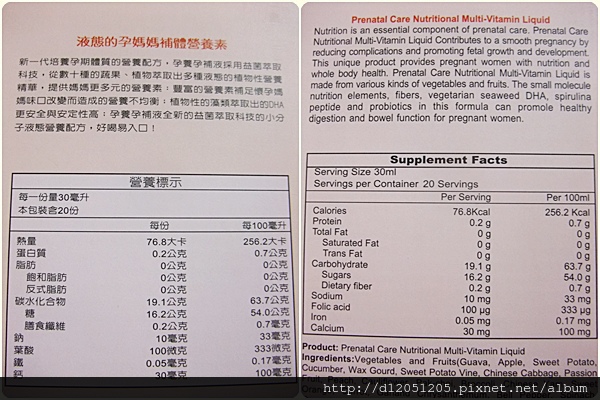 液態的孕媽媽補體營養素
新一代培養孕期體質的營養配方，孕養孕補液採用益菌萃取
科技，從數十種的蔬果、植物萃取出多種液態的植物性營養
精華，提供媽媽更多元的營養素；豐富的營養素補足懷孕媽
媽味口改變而造成的營養不均衡；植物性的藻類萃取出的DHA
更安全與安定性高；孕養孕補液全新的益菌萃取科技的小分
子液態營養配方，好喝易入口！
營養標示
每一份量30毫升
本包裝含20份
每份 每100毫升
熱量 76.8大卡 256.2大卡
蛋白質 0.2公克 0.7公克
脂肪 0公克 0公克
飽和脂肪 0公克 0公克
反式脂肪 0公克 0公克
碳水化合物 19.1公克 63.7公克
糖 16.2公克 54.0公克
膳食纖維 0.2公克 0.7毫克
鈉 10毫克 33毫克
葉酸 100微克 333微克
鐵 0.05毫克 0.17毫克
鈣 30毫克 100毫克
Prenatal Care Nutritional Multi-Vitamin Liquid
Nutrition is an essential component of prenatal care. Prenatal Care
Nutritional Multi-Vitamin Liquid Contributes to a smooth pregnancy by
reducing complications and promoting fetal growth and development.
This unique product provides pregnant women with nutrition and
whole body health. Prenatal Care Nutritional Multi-Vitamin Liquid is
made from various kinds of vegetables and fruits. The small molecule
nutrition elements, fibers, vegetarian seaweed DHA, spirulina
peptide and probiotics in this formula can promote healthy
digestion and bowel function for pregnant women.
Supplement Facts
Serving Size 30ml
Servings per Container 20 Servings
Per Serving Per 100ml
Calories 76.8Kcal 256.2 Kcal
Protein 0.2 g 0.7 g
Total Fat 0 g 0 g
Saturated Fat 0 g 0 g
Trans Fat 0 g 0 g
Carbohydrate 19.1 g 63.7 g
Sugars 16.2 g 54.0 g
Dietary fiber 0.2 g 0.7 g
Sodium 10 mg 33 mg
Folic acid 100 μg 333 μg
Iron 0.05 mg 0.17 mg
Calcium 30 mg 100 mg
Product: Prenatal Care Nutritional Multi-Vitamin Liquid
Ingredients:Vegetables and Fruits(Guava, Apple, Sweet Potato,
Cucumber, Wax Gourd, Sweet Potato Vine, Chinese Cabbage, Passion
http://d12051205.pixnet.net/album